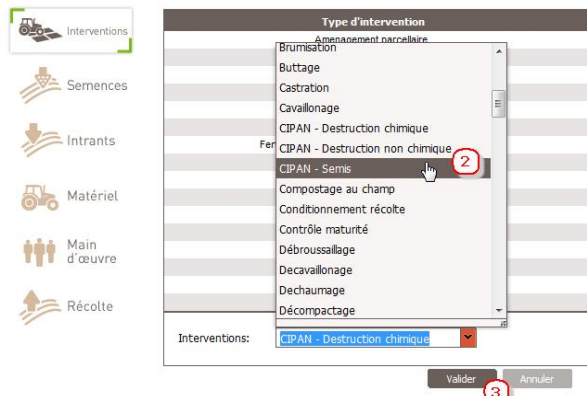 Interventions
Semences
Intrants
Matériel
Main
d'œuvre
Récolte
Type d'intervention
Amenagement parcellaire
Fer
Brumisation
Buttage
Castration
Cavaillonage
CIPAN - Destruction chimique
CIPAN - Destruction non chimique
CIPAN - Semis
2
Compostage au champ
Conditionnement récolte
Contrôle maturité
Débroussaillage
Decavaillonage
Dechaumage
Décompactage
Interventions:
CIPAN - Destruction chimique
Valider
Annuler
3